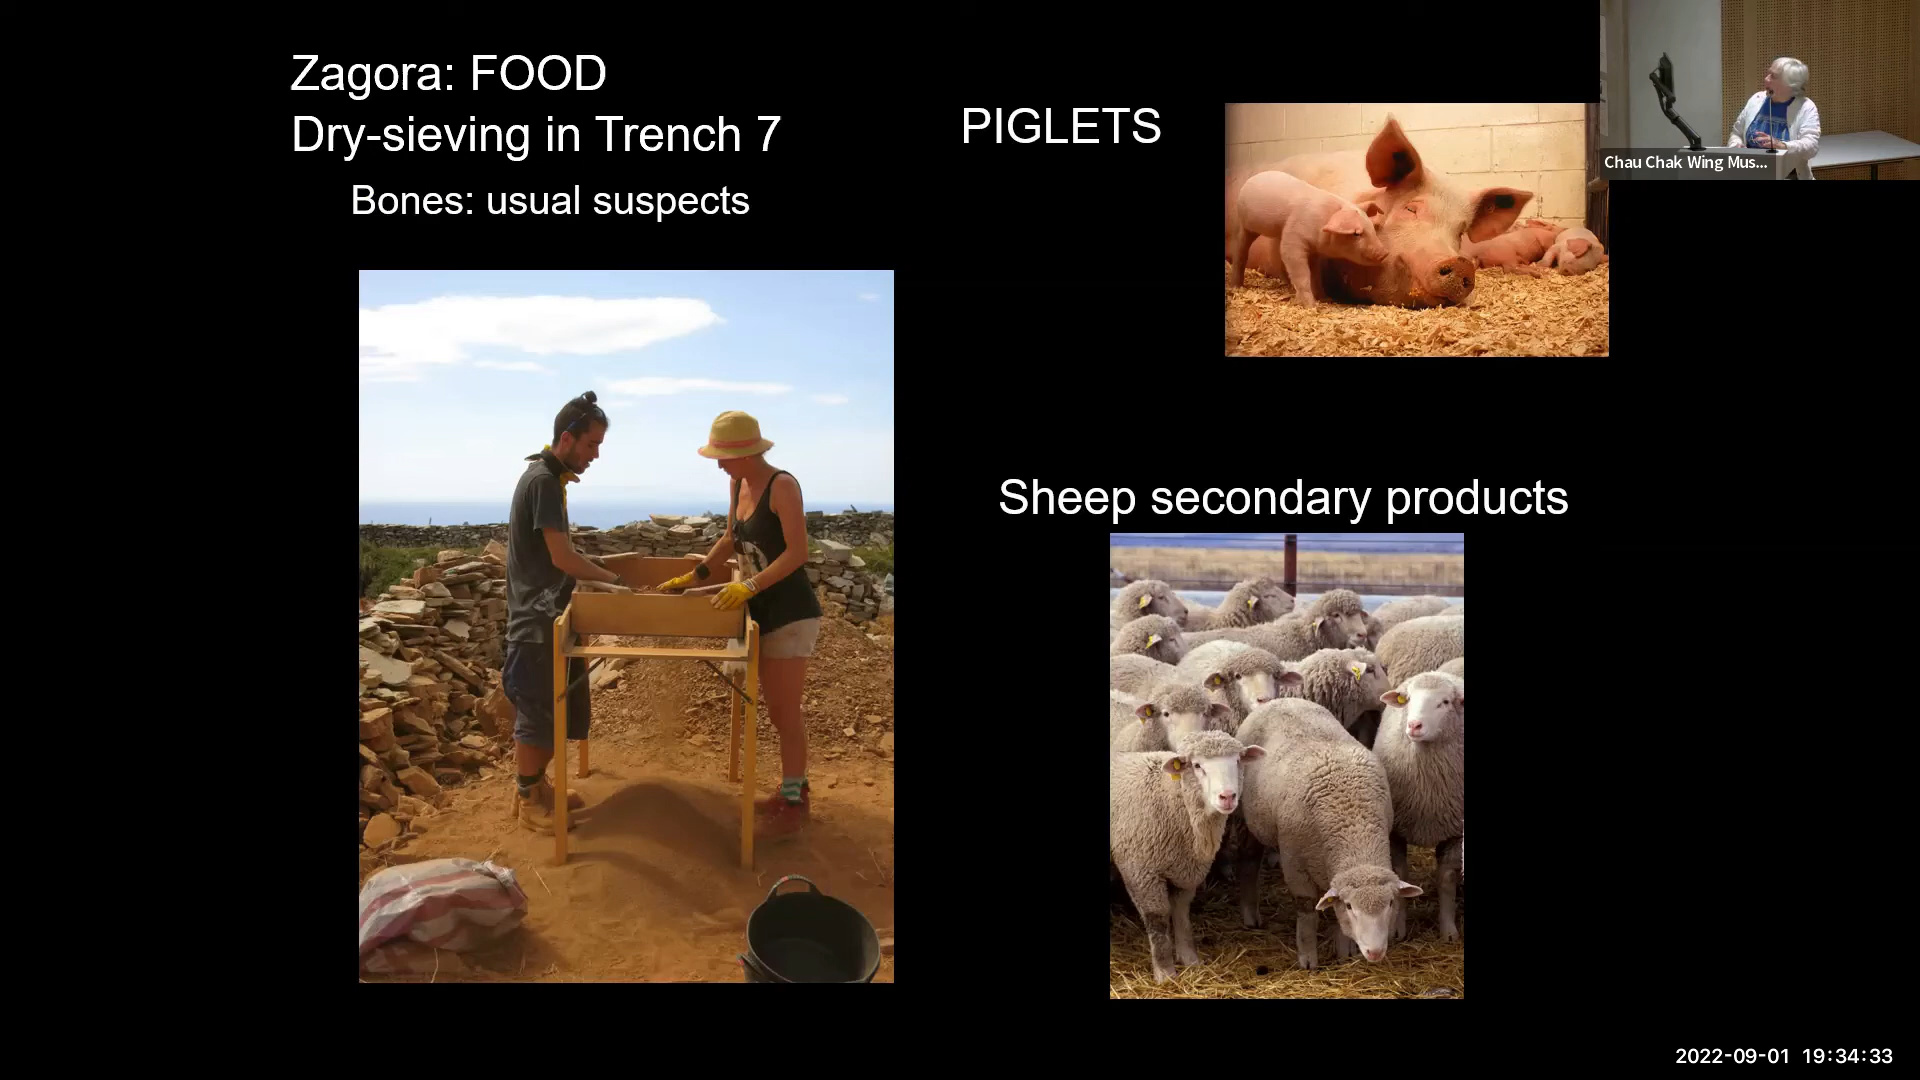 Zagora: FOOD
Dry-sieving in Trench 7
Bones: usual suspects
PIGLETS
Chau Chak Wing Mus...
Sheep secondary products
2022-09-01 19:34:33